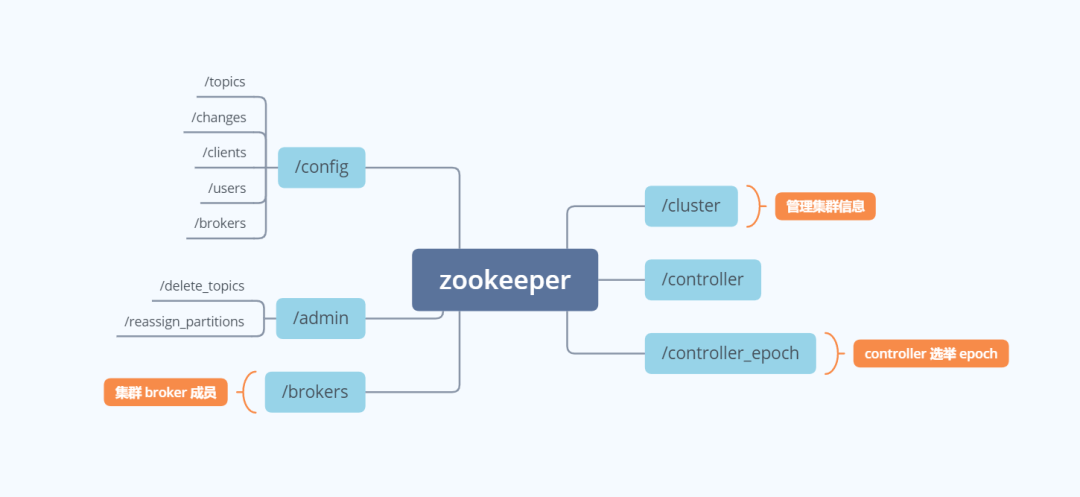 zookeeper
/config
/topics
/changes
/clients
/users
/brokers
/admin
/delete_topics
/reassign_partitions
/brokers
集群 broker 成员
/cluster
管理集群信息
/controller
/controller_epoch
controller 选举 epoch